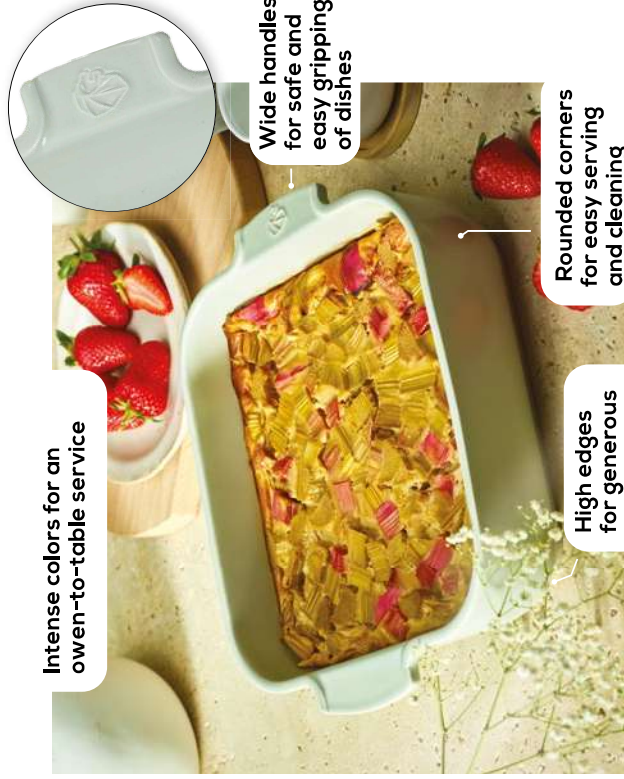 Intense colors for an
owen-to-table service
Wide handles
for safe and
easy gripping
of dishes
High edges
for generous
Rounded corners
for easy serving
and cleaning